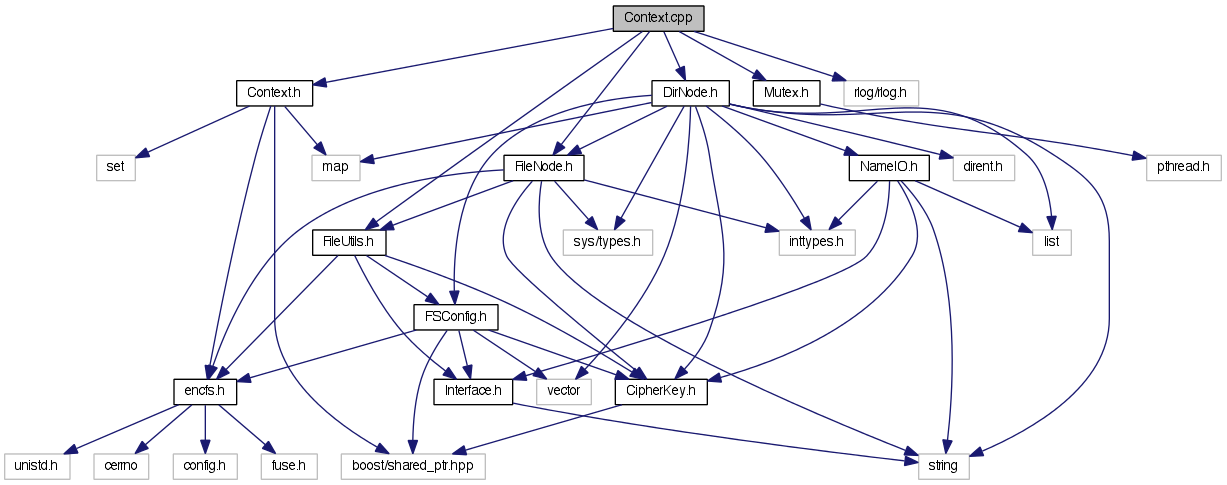 Context.cpp
Context.h
DirNode.h
Mutex.h
rlog/rlog.h
set
map
FileNode.h
NameIO.h
dirent.h
pthread.h
FileUtils.h
sys/types.h
inttypes.h
list
FSConfig.h
encfs.h
Interface.h
vector
CipherKey.h
unistd.h
cerrno
config.h
fuse.h
boost/shared_ptr.hpp
string